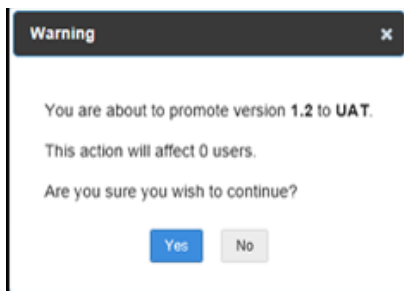 Warning ×
You are about to promote version 1.2 to UAT.
This action will affect 0 users.
Are you sure you wish to continue?
Yes No